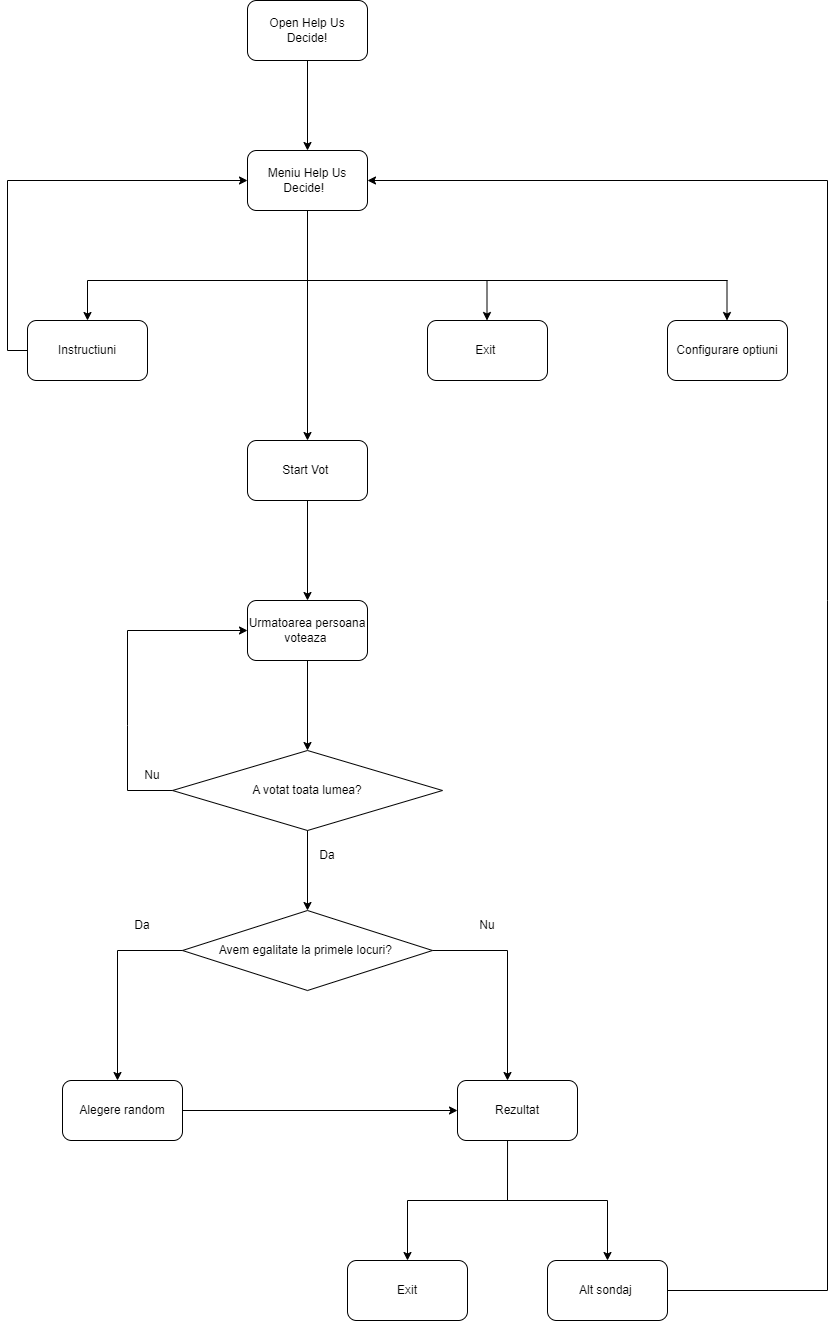 Open Help Us
Decide!
Meniu Help Us
Decide!
Instructiuni
Exit
Configurare optiuni
Start Vot
Urmatoarea persoana
voteaza
Nu
A votat toata lumea?
Da
Da
Nu
Avem egalitate la primele locuri?
Alegere random
Rezultat
Exit
Alt sondaj